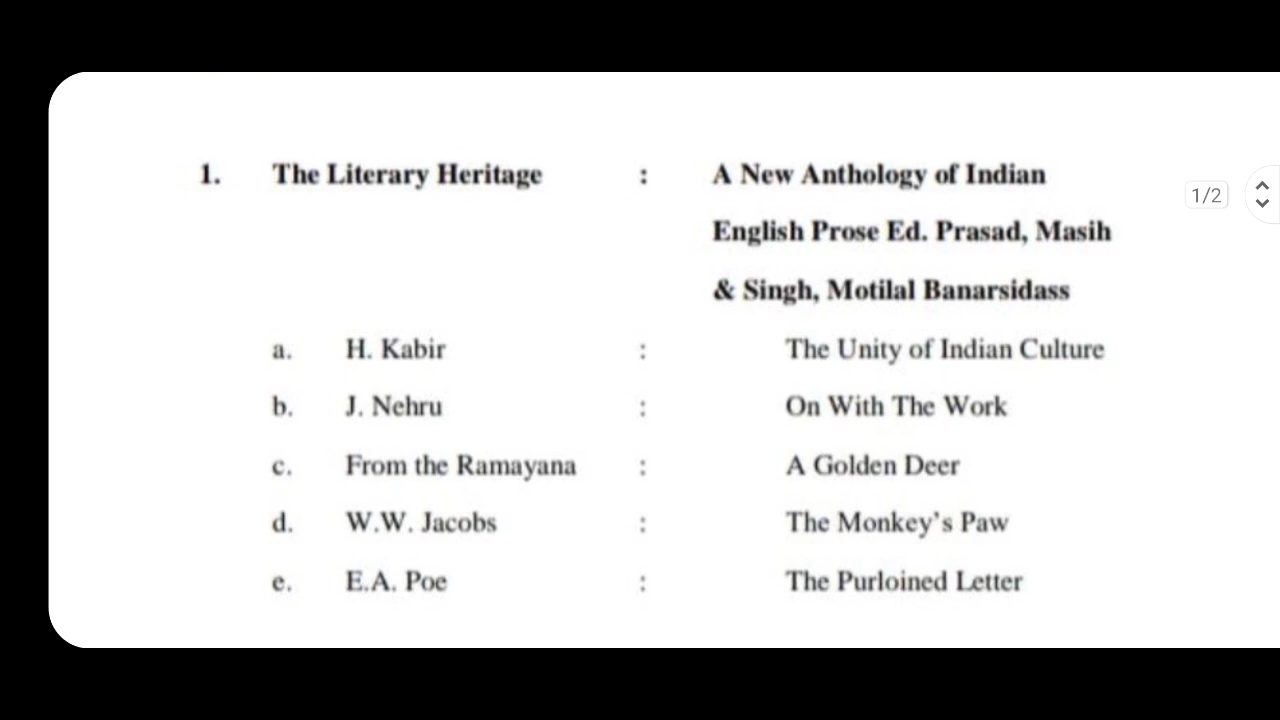 1. The Literary Heritage : A New Anthology of Indian
English Prose Ed. Prasad, Masih
& Singh, Motilal Banarsidass
a. H. Kabir : The Unity of Indian Culture
b. J. Nehru : On With The Work
c. From the Ramayana : A Golden Deer
d. W.W. Jacobs : The Monkey's Paw
e. E.A. Poe : The Purloined Letter
1/2